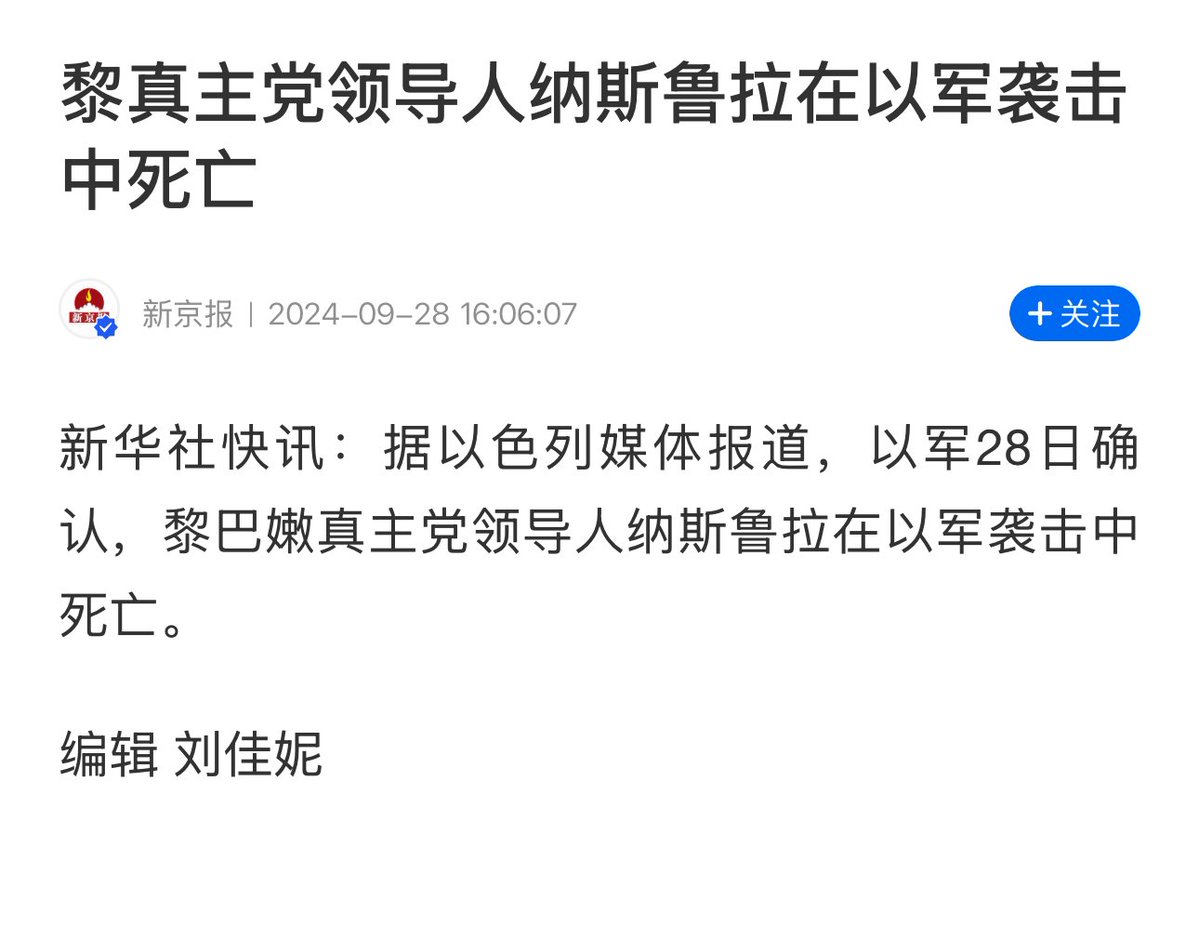 黎真主党领导人纳斯鲁拉在以军袭击
中死亡
新京报
新京报 | 2024-09-28 16:06:07
+ 关注
新华社快讯：据以色列媒体报道，以军28日确
认，黎巴嫩真主党领导人纳斯鲁拉在以军袭击中
死亡。
编辑 刘佳妮